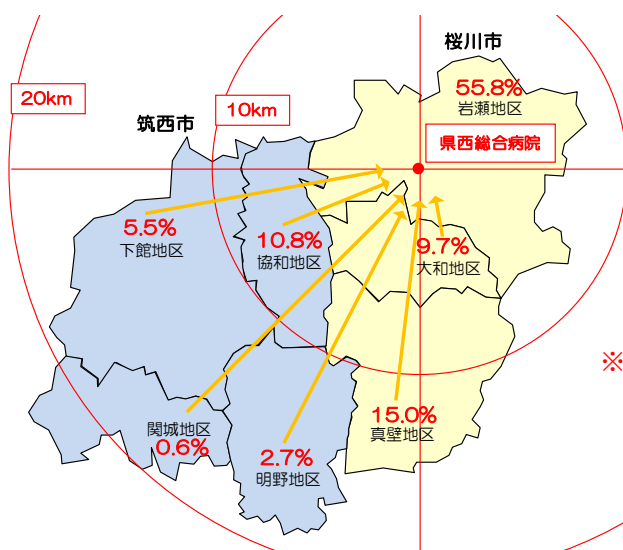 桜川市
20km
10km
55.8%
岩瀬地区
筑西市
県西総合病院
5.5%
下館地区
10.8%
協和地区
9.7%
大和地区
※
15.0%
真壁地区
関城地区
0.6%
2.7%
明野地区